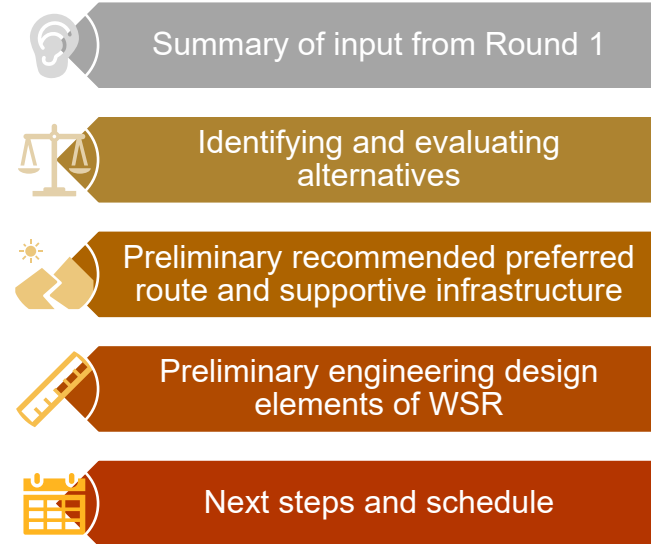 Summary of input from Round 1
Identifying and evaluating
alternatives
Preliminary recommended preferred
route and supportive infrastructure
Preliminary engineering design
elements of WSR
Next steps and schedule